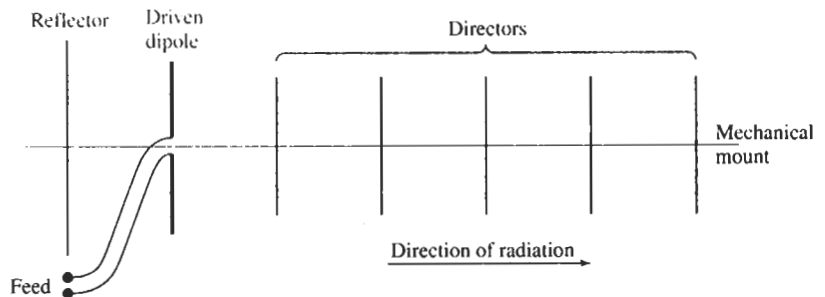 Reflector
Driven
dipole
Directors
Mechanical
mount
Direction of radiation
Feed